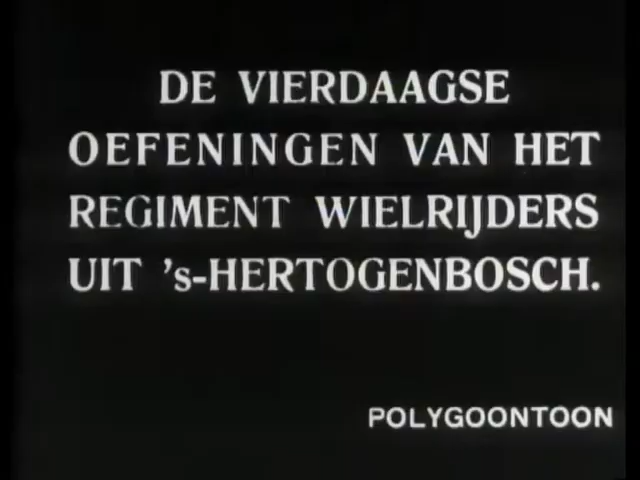 DE VIERDAAGSE
OEFENINGEN VAN HET
REGIMENT WIELRIJDERS
UIT 's-HERTOGENBOSCH.
POLYGOONTOON